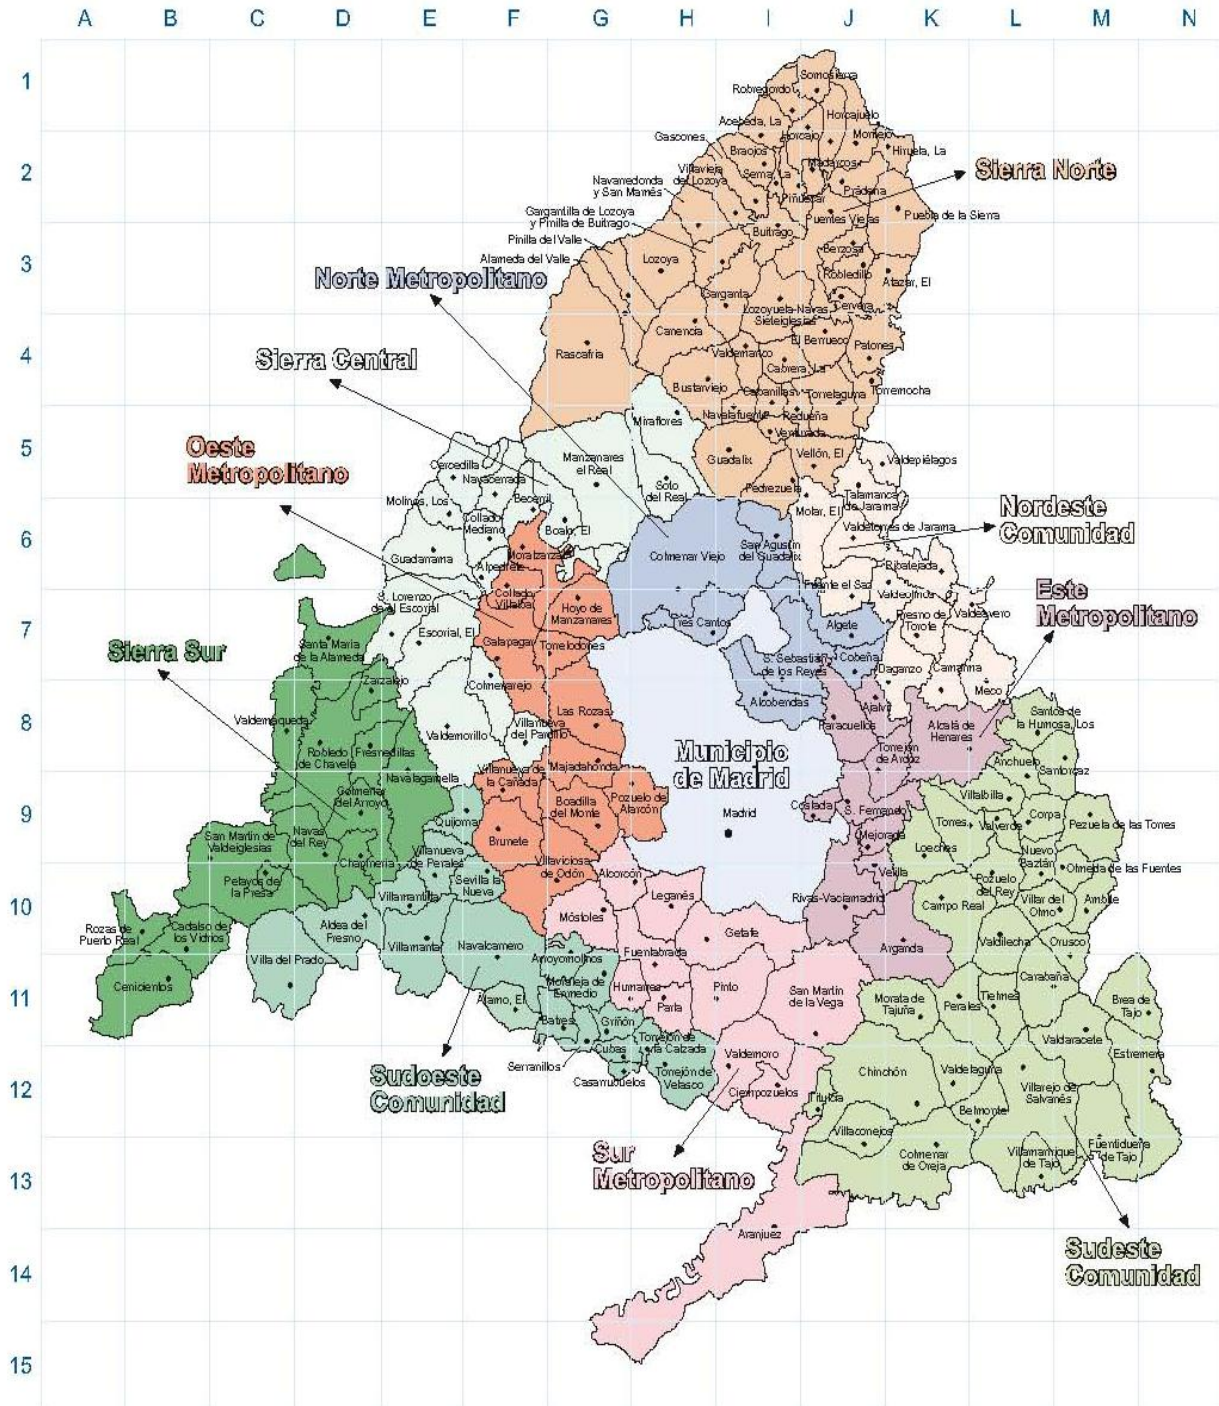 A B C D E F G H I J K L M N
1
Somosierra
Robregordo
Acebeda, La
Horcajuelo
Gascones
Horcajo
Montejo
2
Braojos
Hiruela, La
Madarcos
Villavieja
de Lozoya
Serna, La
Sierra Norte
Navarredonda
y San Mamés
Prádena
Piñuécar
Gargantilla de Lozoya
y Pinilla de Buitrago
Puentes Viejas
Puebla de la Sierra
Buitrago
Pinilla del Valle
Berzosa
3
Alameda del Valle
Lozoya
Robledillo
Atazar, El
Norte Metropolitano
Garganta
Cervera
Lozoyuela-Navas
Sieteiglesias
Canencia
El Berrueco
Palones
4
Rascafría
Valdemanco
Sierra Central
Cabrera, La
Bustarviejo
Cabanillas
Torrelaguna
Torremocha
Navalafuente
Redueña
Miraflores
Venturada
5
Oeste
Metropolitano
Manzanares
el Real
Guadalix
Vellón, El
Valdepiélagos
Cercedilla
Navacerrada
Soto
del Real
Pedrezuela
Talamanca
de Jarama
Molinos, Los
Becerril
Molar, El
Nordeste
Comunidad
Collado
Mediano
Boalo, El
Valdetorres de Jarama
6
Colmenar Viejo
San Agustín
del Guadalix
Guadarrama
Moralzarzal
Alpedrete
Ribatejada
Fuente el Saz
Valdeolmos
Este
Metropolitano
S. Lorenzo
de el Escorial
Collado
Villalba
Hoyo de
Manzanares
Fresno de
Torote
Valdeavero
7
Tres Cantos
Algete
Escorial, El
Galapagar
Torrelodones
Santa María
de la Alameda
Sierra Sur
S. Sebastián
de los Reyes
Cobeña
Daganzo
Camarma
Zarzalejo
Colmenarejo
Meco
Alcobendas
Ajalvir
8
Valdemaqueda
Las Rozas
Paracuellos
Santos de
la Humosa, Los
Villanueva
del Pardillo
Alcalá de
Henares
Valdemorillo
Robledo
de Chavela
Fresnedillas
Municipio
de Madrid
Torrejón
de Ardoz
Anchuelo
Santorcaz
Navalagamella
Villanueva de
la Cañada
Majadahonda
Colmenar
del Arroyo
Boadilla
del Monte
Pozuelo de
Alarcón
Villalbilla
Coslada
S. Fernando
9
Madrid
Quijorna
Torres
Valverde
Corpa
Pezuela de las Torres
San Martín de
Valdeiglesias
Navas
del Rey
Brunete
Mejorada
Loeches
Nuevo
Baztán
Villanueva
de Perales
Chapinería
Villaviciosa
de Odón
Olmeda de las Fuentes
Alcorcón
Velilla
Pelayos de
la Presa
Sevilla la
Nueva
Pozuelo
del Rey
Villamantilla
Leganés
Rivas-Vaciamadrid
Campo Real
Villar del
Olmo
Ambite
10
Móstoles
Rozas de
Puerto Real
Cadalso de
los Vidrios
Aldea del
Fresno
Getafe
Villamanta
Navalcarnero
Arganda
Valdilecha
Orusco
Villa del Prado
Arroyomolinos
Fuenlabrada
Carabaña
Cenicientos
Moraleja de
Enmedio
Humanes
Pinto
San Martín
de la Vega
11
Álamo, El
Parla
Morata de
Tajuña
Perales
Tielmes
Brea de
Tajo
Batres
Griñón
Torrejón de
la Calzada
Valdaracete
Cubas
Valdemoro
Estremera
Serranillos
Sudoeste
Comunidad
Casarrubuelos
Torrejón de
Velasco
Chinchón
Valdelaguna
12
Ciempozuelos
Villarejo de
Salvanés
Titulcia
Belmonte
Villaconejos
Sur
Metropolitano
Fuentidueña
de Tajo
Colmenar
de Oreja
Villamanrique
de Tajo
13
Aranjuez
Sudeste
Comunidad
14
15